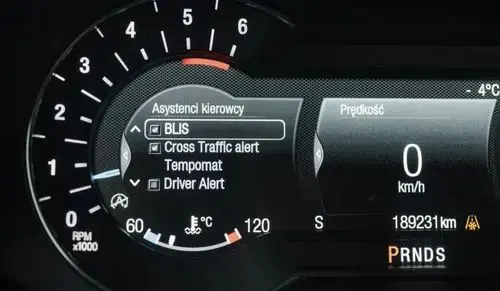 6
5
4
3
2
1
0
RPM
x1000
Asystenci kierowcy
BLIS
Cross Traffic alert
Tempomat
Driver Alert
60 °C 120
- 4°C
Prędkość
0
km/h
S 189231km
PRNDS